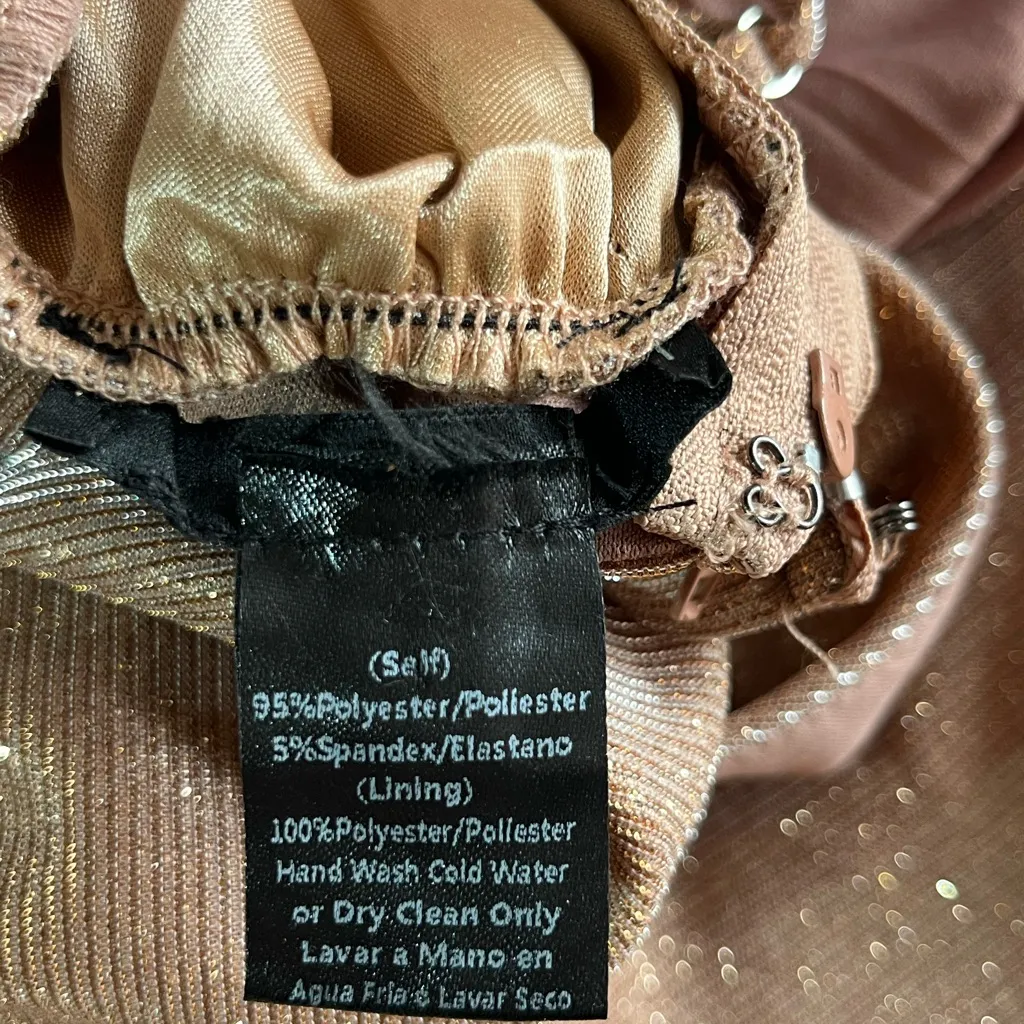 (Self)
95%Polyester/Poliester
5%Spandex/Elastano
(Lining)
100%Polyester/Poliester
Hand Wash Cold Water
or Dry Clean Only
Lavar a Mano en
Agua Fria o Lavar Seco